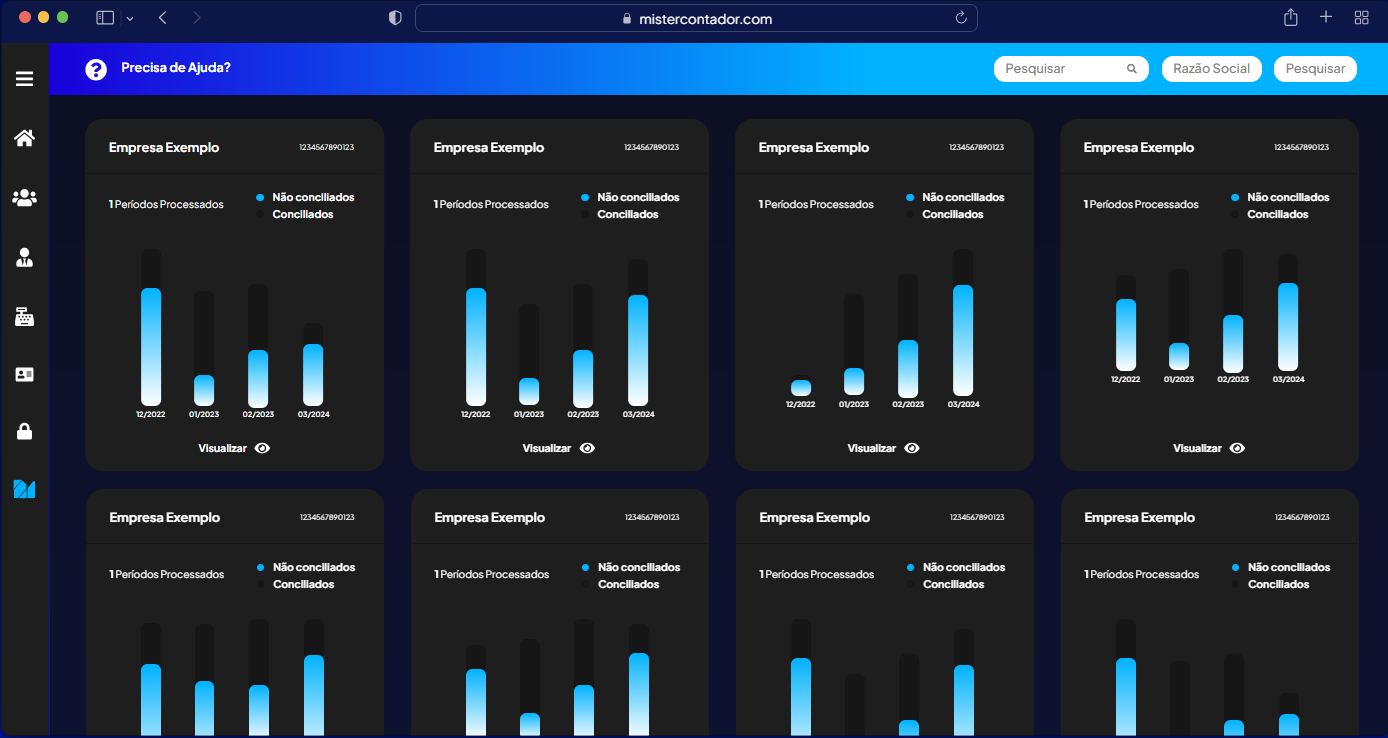 mistercontador.com
Precisa de Ajuda?
Pesquisar
Razão Social
Pesquisar
Empresa Exemplo
1234567890123
1 Períodos Processados
Não conciliados
Conciliados
12/2022
01/2023
02/2023
03/2024
Visualizar
Empresa Exemplo
1234567890123
1 Períodos Processados
Não conciliados
Conciliados
12/2022
01/2023
02/2023
03/2024
Visualizar
Empresa Exemplo
1234567890123
1 Períodos Processados
Não conciliados
Conciliados
12/2022
01/2023
02/2023
03/2024
Visualizar
Empresa Exemplo
1234567890123
1 Períodos Processados
Não conciliados
Conciliados
12/2022
01/2023
02/2023
03/2024
Visualizar
Empresa Exemplo
1234567890123
1 Períodos Processados
Não conciliados
Conciliados
Empresa Exemplo
1234567890123
1 Períodos Processados
Não conciliados
Conciliados
Empresa Exemplo
1234567890123
1 Períodos Processados
Não conciliados
Conciliados
Empresa Exemplo
1234567890123
1 Períodos Processados
Não conciliados
Conciliados